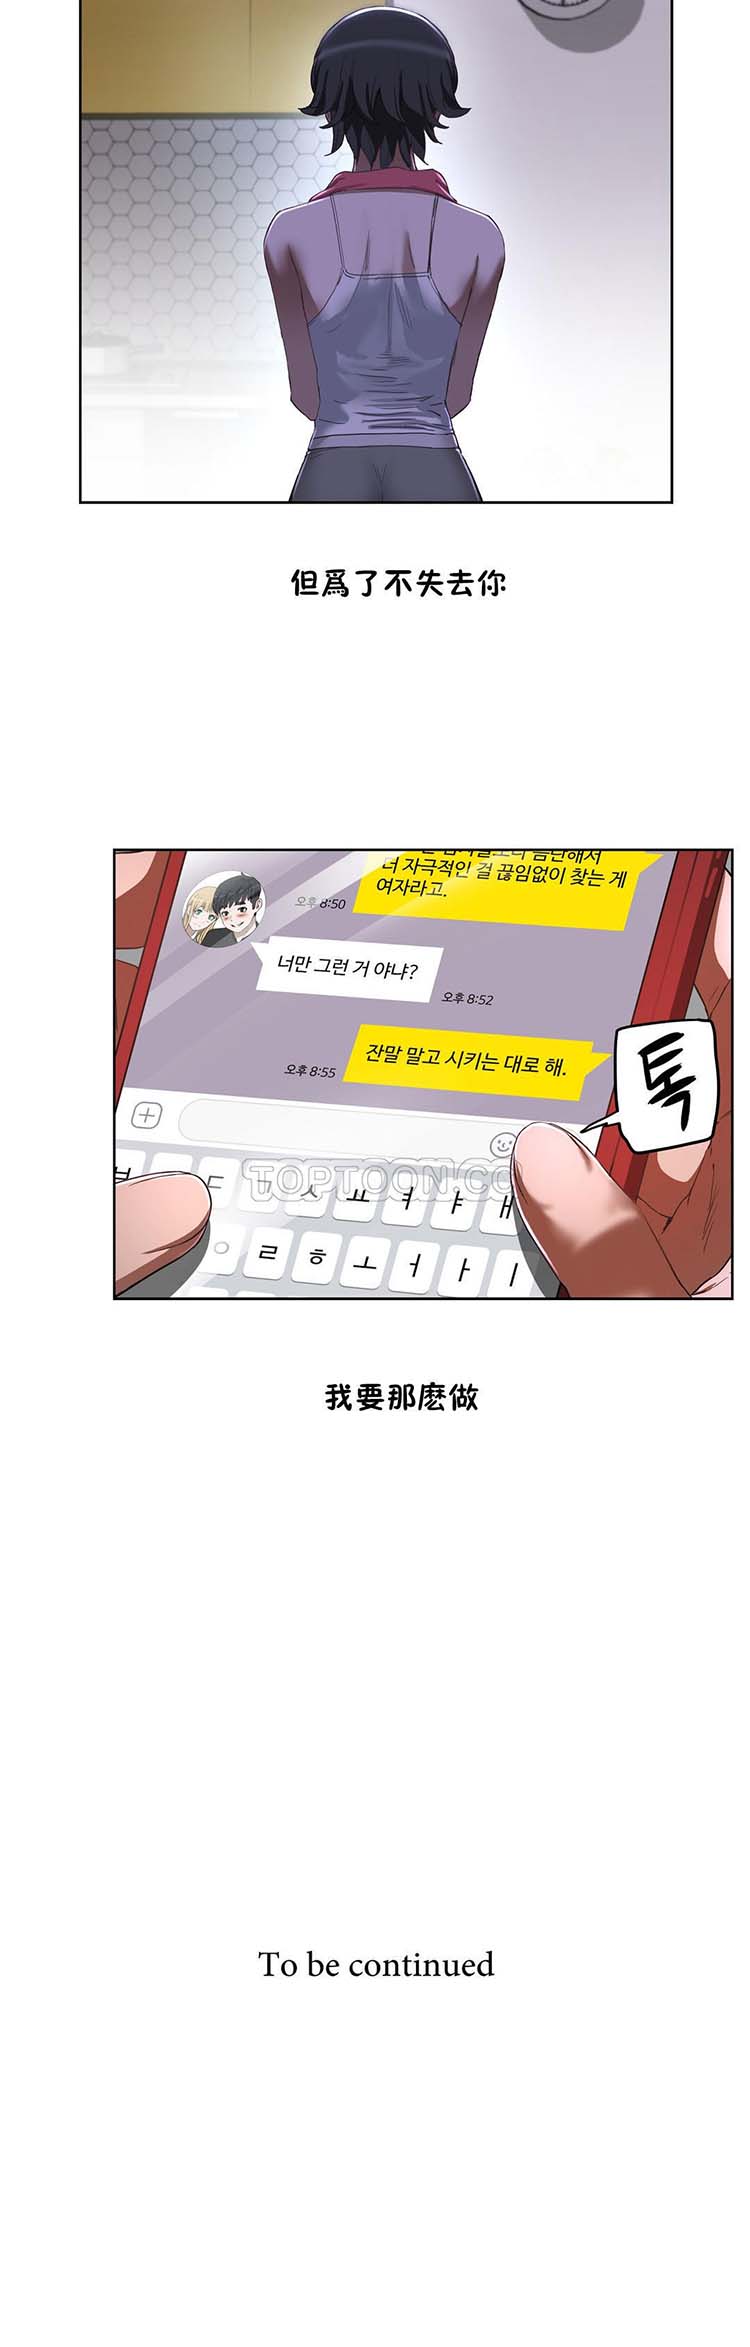 但爲了不失去你
더 자극적인 걸 끊임없이 찾는 게
여자라고.
오후 8:50
너만 그런 거 야냐?
오후 8:52
잔말 말고 시키는 대로 해.
오후 8:55
톡
TOPTOON.CO
ㄷ ㄱ ㅅ ㅛ ㅕ ㅑ ㅐ
ㅇ ㄹ ㅎ ㅗ ㅓ ㅏ ㅣ
我要那麽做
To be continued